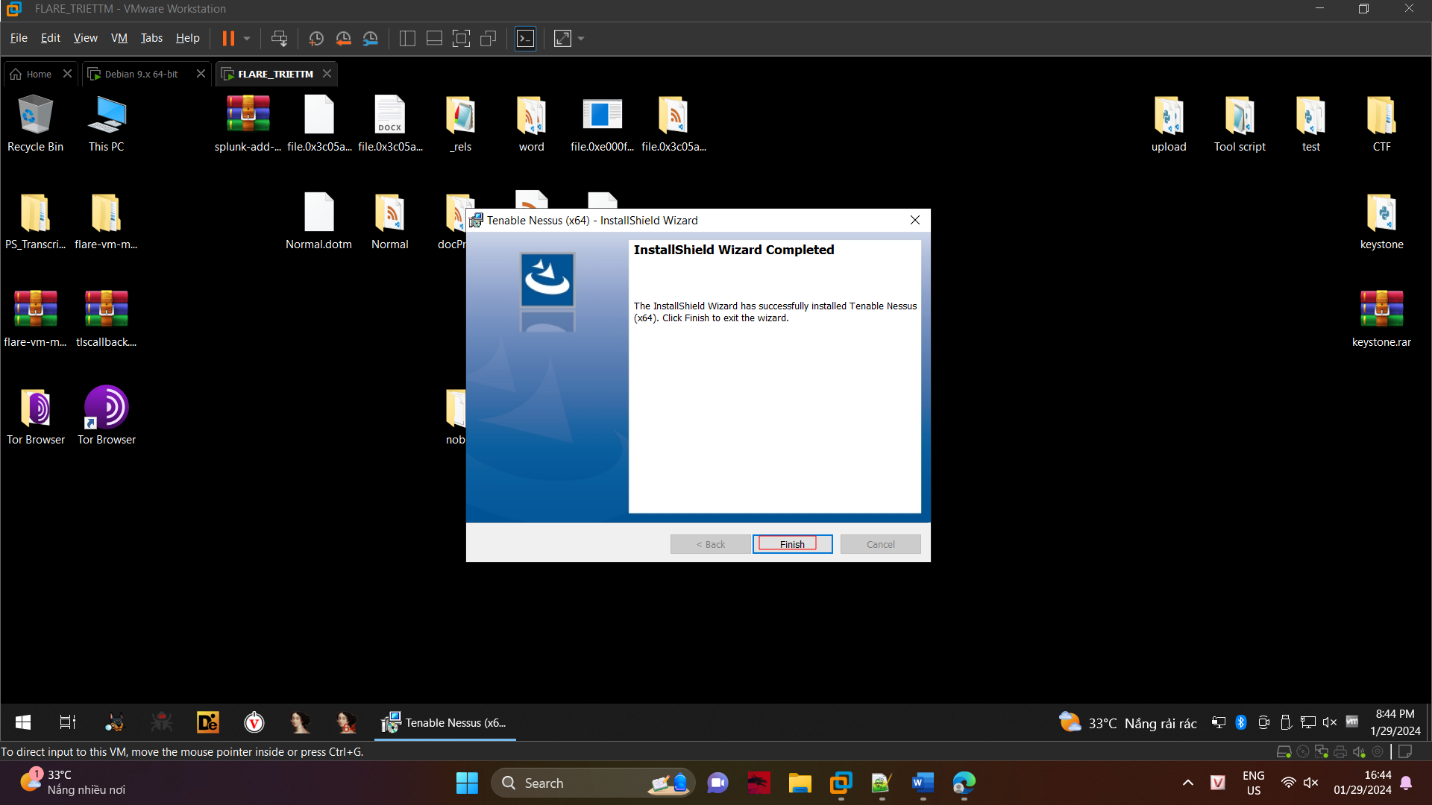 FLARE_TRIETTM - VMware Workstation
File Edit View VM Tabs Help
Home
Debian 9.x 64-bit
FLARE_TRIETTM
Recycle Bin
This PC
splunk-add-...
file.0x3c05a...
file.0x3c05a...
DOCX
_rels
word
file.0xe000f...
file.0x3c05a...
upload
Tool script
test
CTF
PS_Transcri...
flare-vm-m...
Normal.dotm
Normal
docPr
keystone
flare-vm-m...
tlscallback....
keystone.rar
Tor Browser
Tor Browser
nob
Tenable Nessus (x64) - InstallShield Wizard
InstallShield Wizard Completed
The InstallShield Wizard has successfully installed Tenable Nessus
(x64). Click Finish to exit the wizard.
< Back
Finish
Cancel
De
V
Tenable Nessus (x6...
33°C Nắng rải rác
vm
8:44 PM
1/29/2024
To direct input to this VM, move the mouse pointer inside or press Ctrl+G.
1
33°C
Nắng nhiều nơi
Search
W
V
ENG
US
16:44
01/29/2024